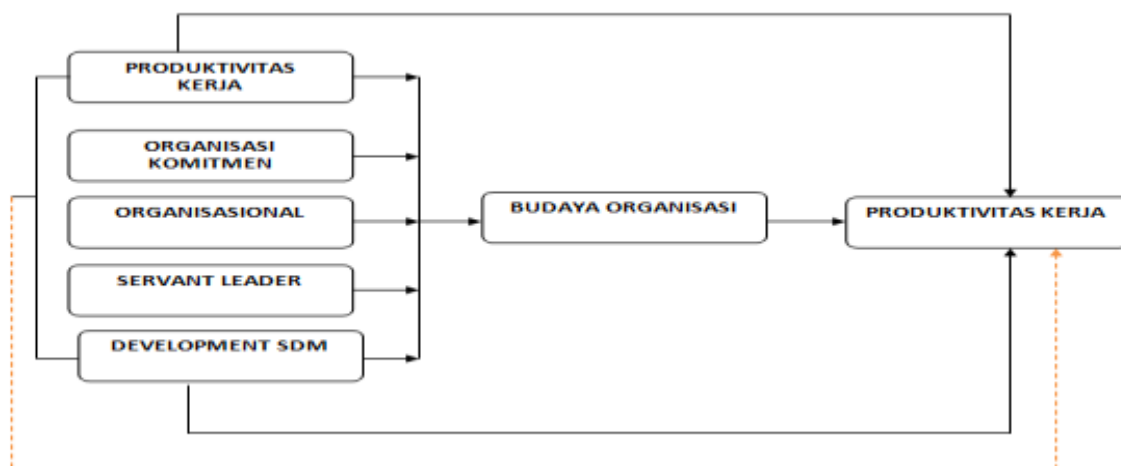 PRODUKTIVITAS
KERJA
ORGANISASI
KOMITMEN
ORGANISASIONAL
SERVANT LEADER
DEVELOPMENT SDM
BUDAYA ORGANISASI
PRODUKTIVITAS KERJA